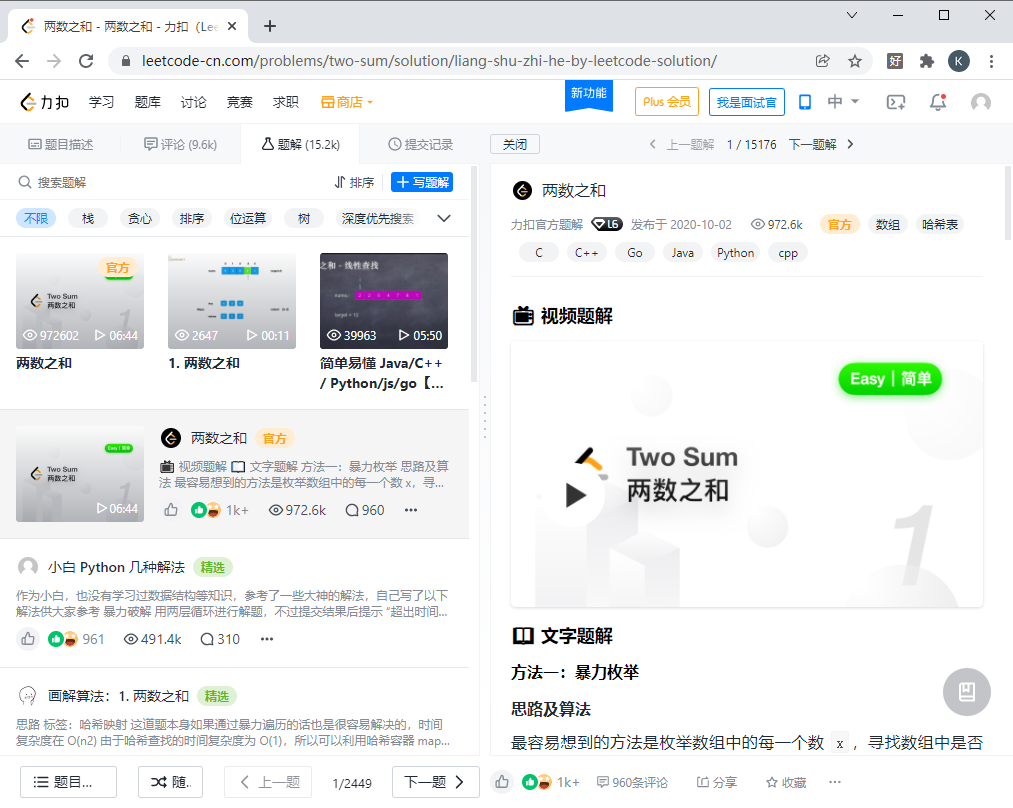 两数之和 - 两数之和 - 力扣 (Lee
leetcode-cn.com/problems/two-sum/solution/liang-shu-zhi-he-by-leetcode-solution/
好
K
力扣 学习 题库 讨论 竞赛 求职 商店 新功能 Plus 会员 我是面试官 中
题目描述 评论 (9.6k) 题解 (15.2k) 提交记录
关闭 上一题解 1 / 15176 下一题解
搜索题解 排序 写题解
不限 栈 贪心 排序 位运算 树 深度优先搜索
官方
Two Sum
两数之和
972602 06:44
两数之和
2647 00:11
1. 两数之和
之和 - 线性查找
target = 12
39963 05:50
简单易懂 Java/C++
/ Python/js/go【...
Easy | 简单
Two Sum
两数之和
06:44
两数之和 官方
视频题解 文字题解 方法一：暴力枚举 思路及算
法 最容易想到的方法是枚举数组中的每一个数 x，寻...
1k+ 972.6k 960
小白 Python 几种解法 精选
作为小白，也没有学习过数据结构等知识，参考了一些大神的解法，自己写了以下
解法供大家参考 暴力破解 用两层循环进行解题，不过提交结果后提示 “超出时间...
961 491.4k 310
画解算法：1. 两数之和 精选
思路 标签：哈希映射 这道题本身如果通过暴力遍历的话也是很容易解决的，时间
复杂度在 O(n2) 由于哈希查找的时间复杂度为 O(1)，所以可以利用哈希容器 map...
题目... 随. 上一题 1/2449 下一题
两数之和
力扣官方题解 L6 发布于 2020-10-02 972.6k 官方 数组 哈希表
C C++ Go Java Python cpp
视频题解
Easy | 简单
Two Sum
两数之和
1
文字题解
方法一：暴力枚举
思路及算法
最容易想到的方法是枚举数组中的每一个数 x ，寻找数组中是否
1k+ 960条评论 分享 收藏